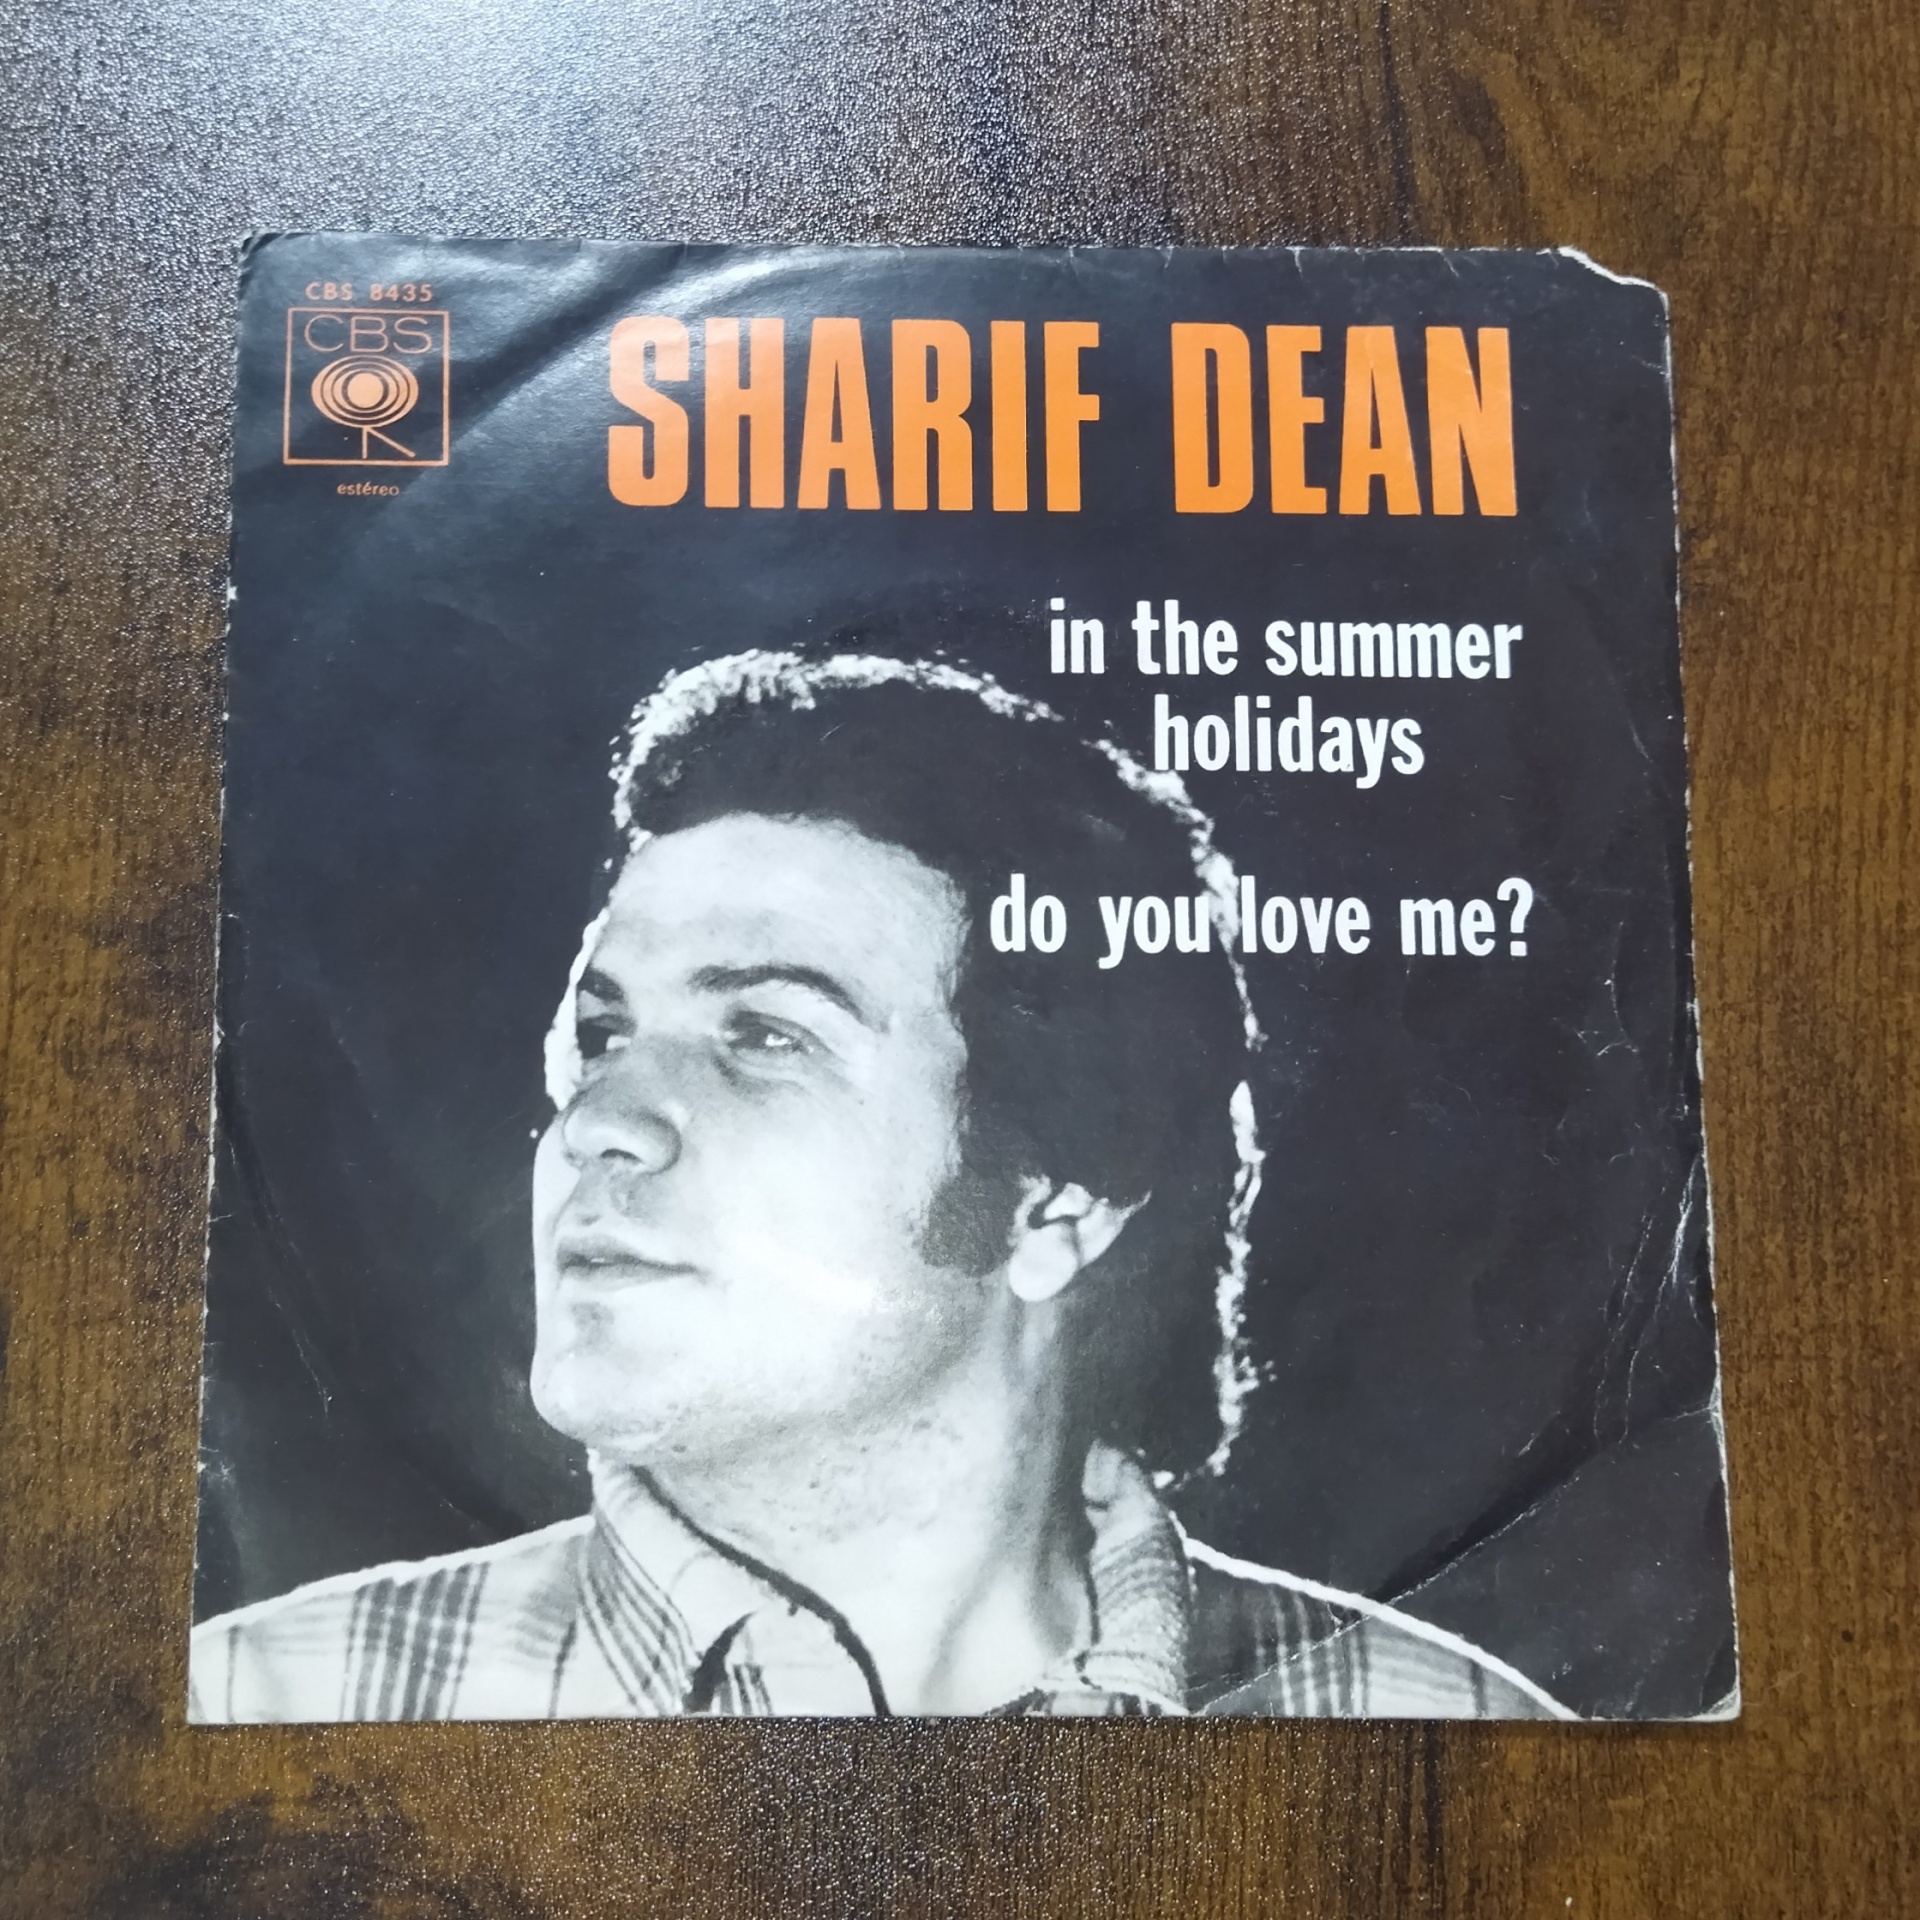 CBS 8435
CBS
estéreo
SHARIF DEAN
in the summer
holidays
do you love me?